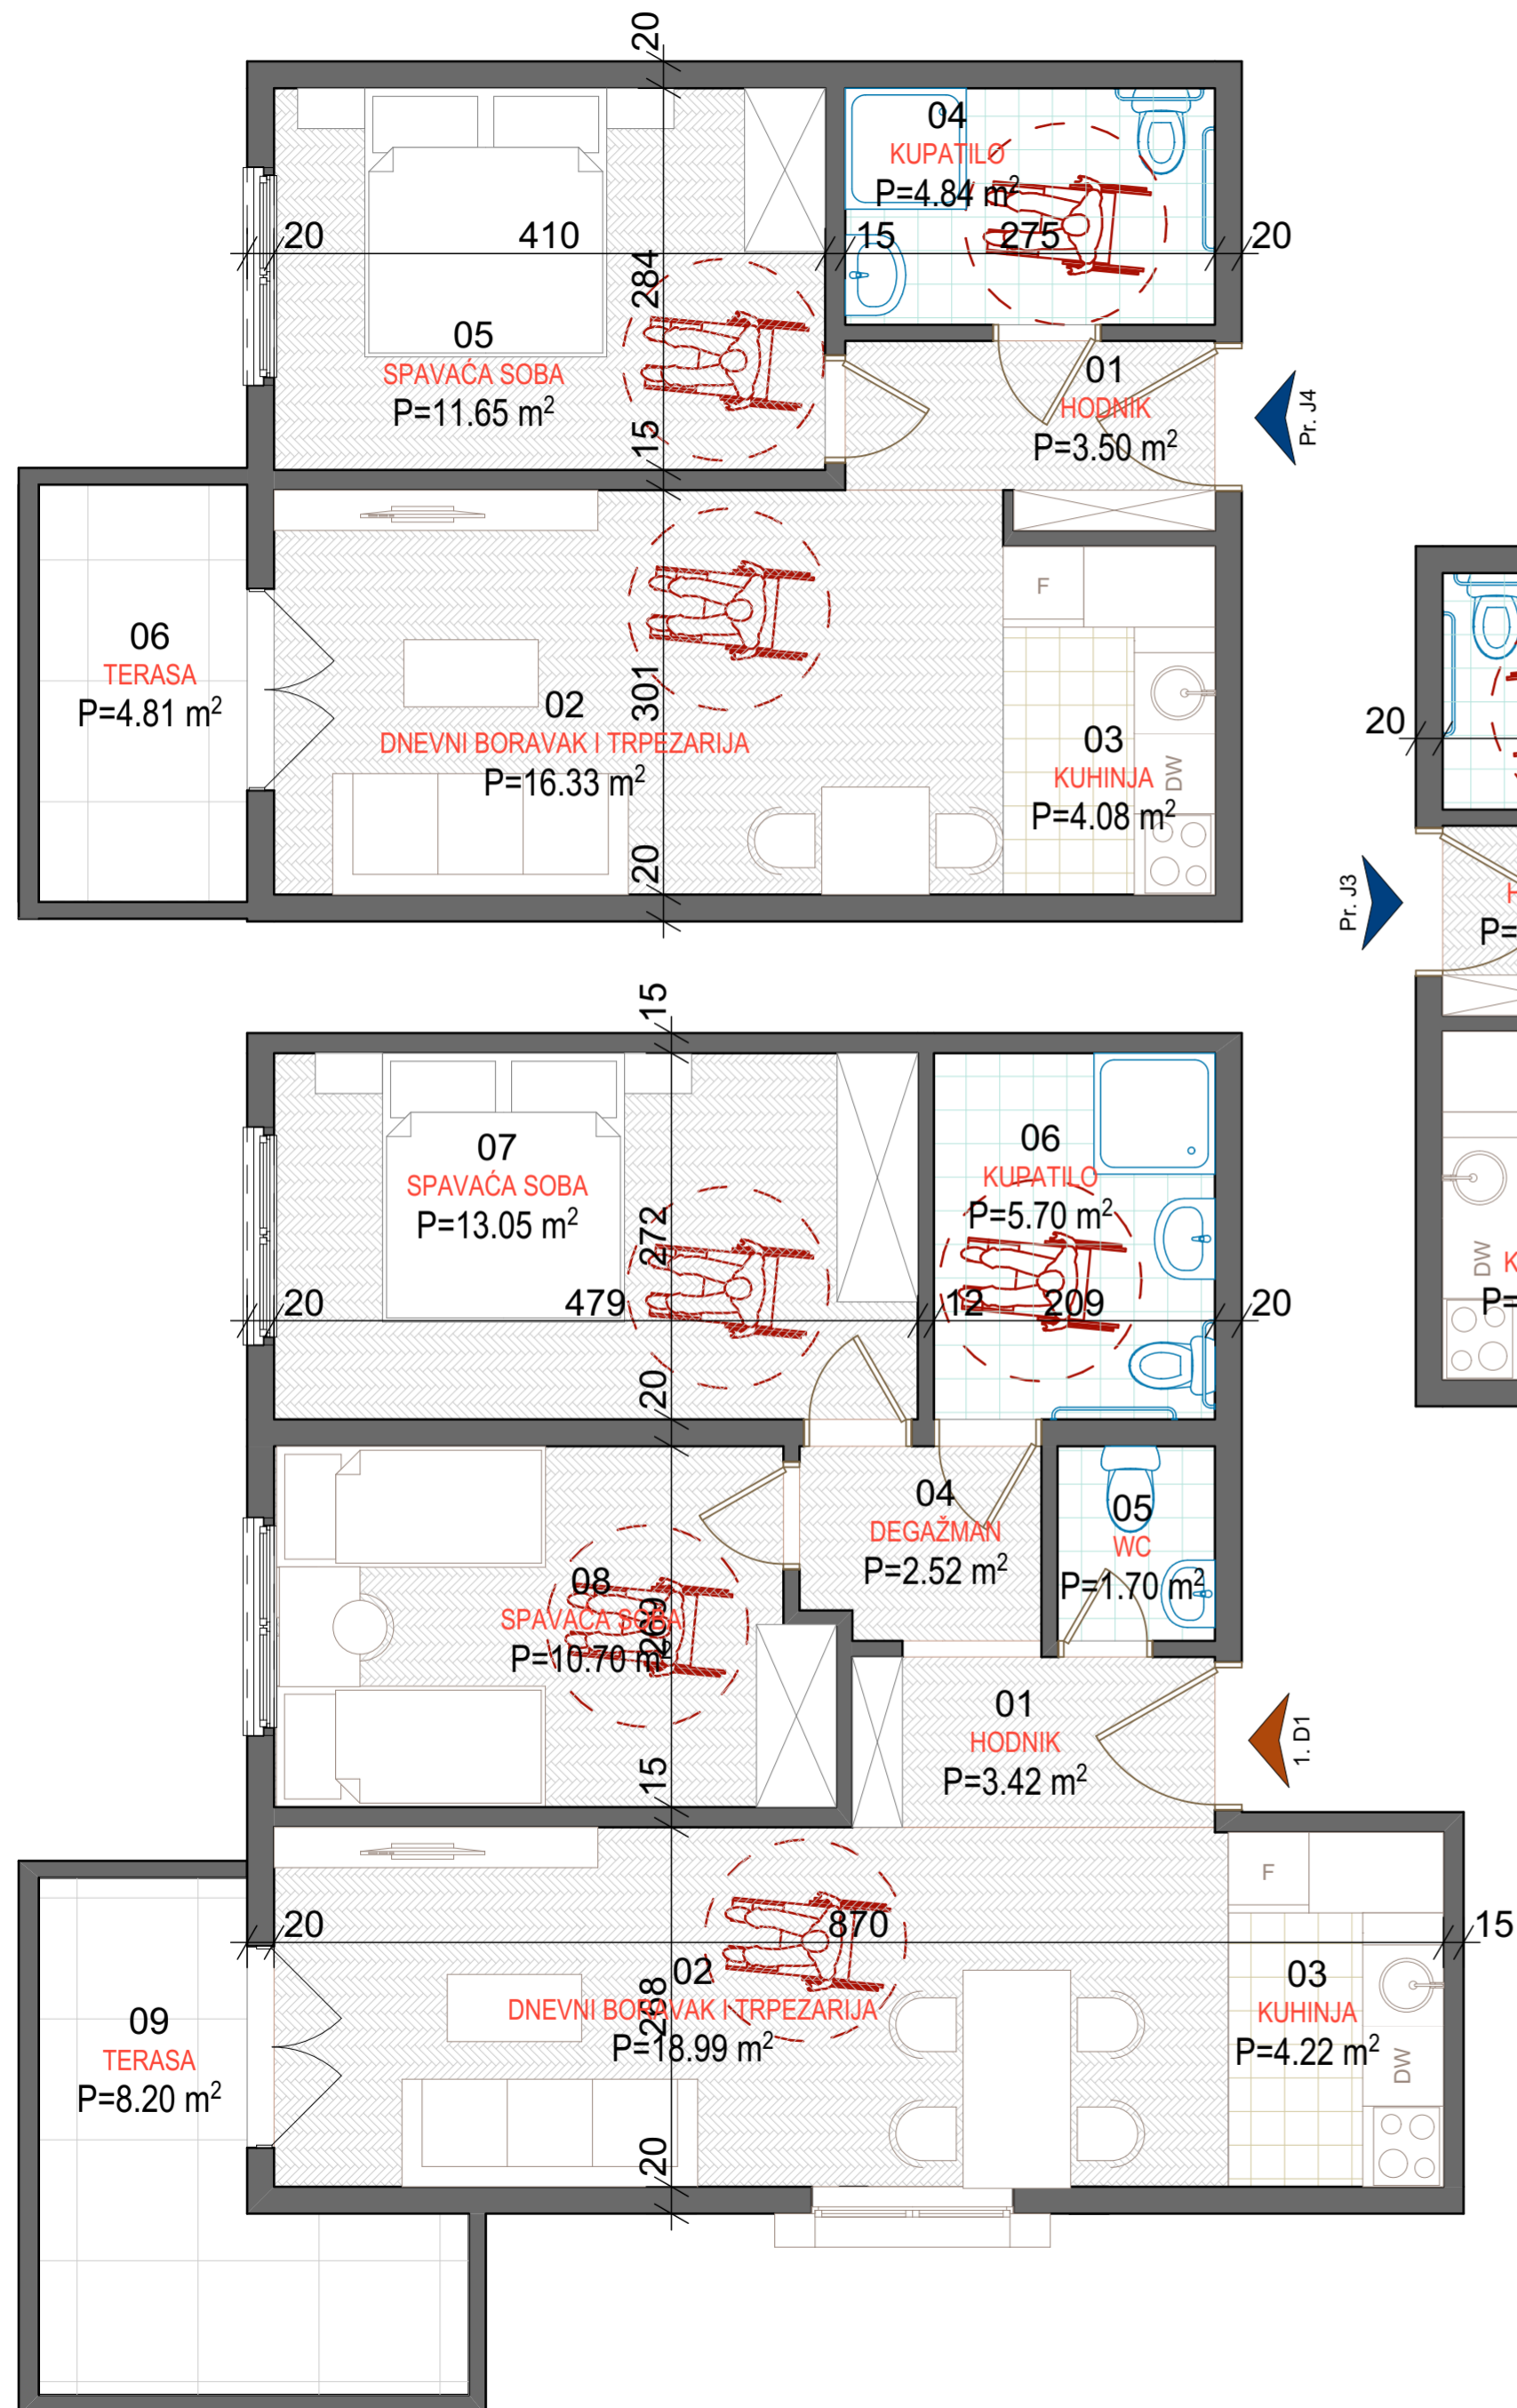 20
04
KUPATILO
P=4.84 m²
20
410
15
275
20
284
05
SPAVAĆA SOBA
P=11.65 m²
01
HODNIK
P=3.50 m²
Pr. J4
15
F
06
TERASA
P=4.81 m²
301
02
DNEVNI BORAVAK I TRPEZARIJA
P=16.33 m²
03
KUHINJA
P=4.08 m²
DW
20
20
Pr. J3
H
P=
DW
K
P=
15
07
SPAVAĆA SOBA
P=13.05 m²
06
KUPATILO
P=5.70 m²
272
20
479
12
209
20
20
04
DEGAŽMAN
P=2.52 m²
05
WC
P=1.70 m²
08
SPAVAĆA SOBA
P=10.70 m²
269
01
HODNIK
P=3.42 m²
1. D1
15
F
20
870
15
02
DNEVNI BORAVAK I TRPEZARIJA
P=18.99 m²
268
03
KUHINJA
P=4.22 m²
DW
09
TERASA
P=8.20 m²
20